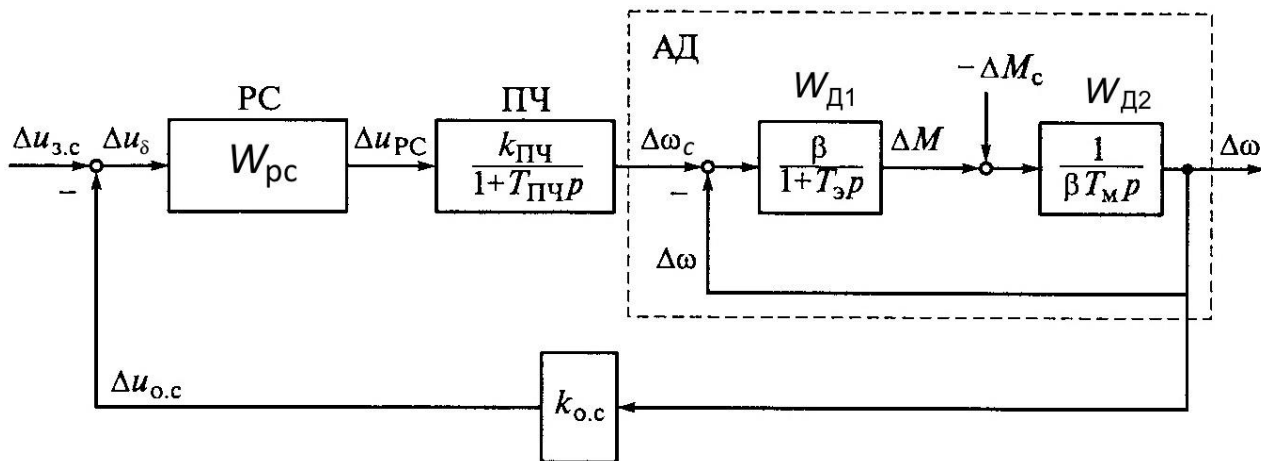 АД
РС
ПЧ
W_Д1
−ΔM_с
W_Д2
Δu_з.с
Δu_δ
W_рс
Δu_РС
k_ПЧ
1+T_ПЧ p
Δω_c
β
1+T_э p
ΔM
1
βT_м p
Δω
−
−
Δω
Δu_о.с
k_о.с